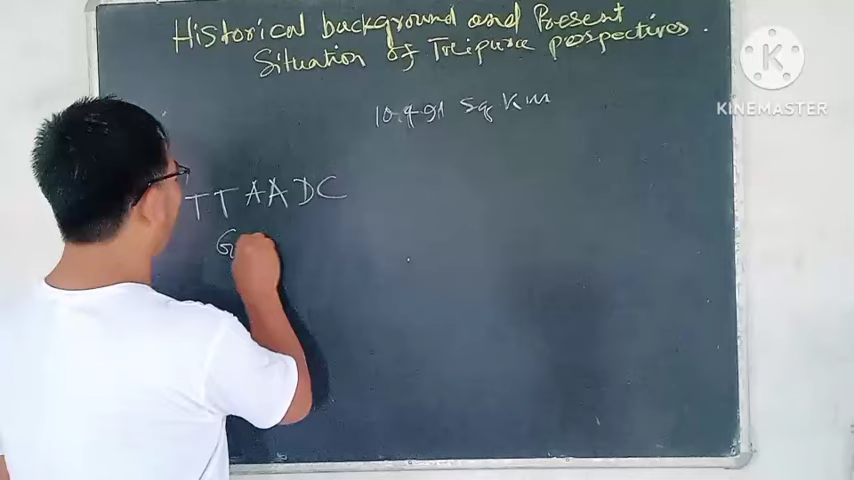 Historical background and Present
Situation of Tripura perspectives.
10.491 Sq Km
TTAADC
G
K
KINEMASTER